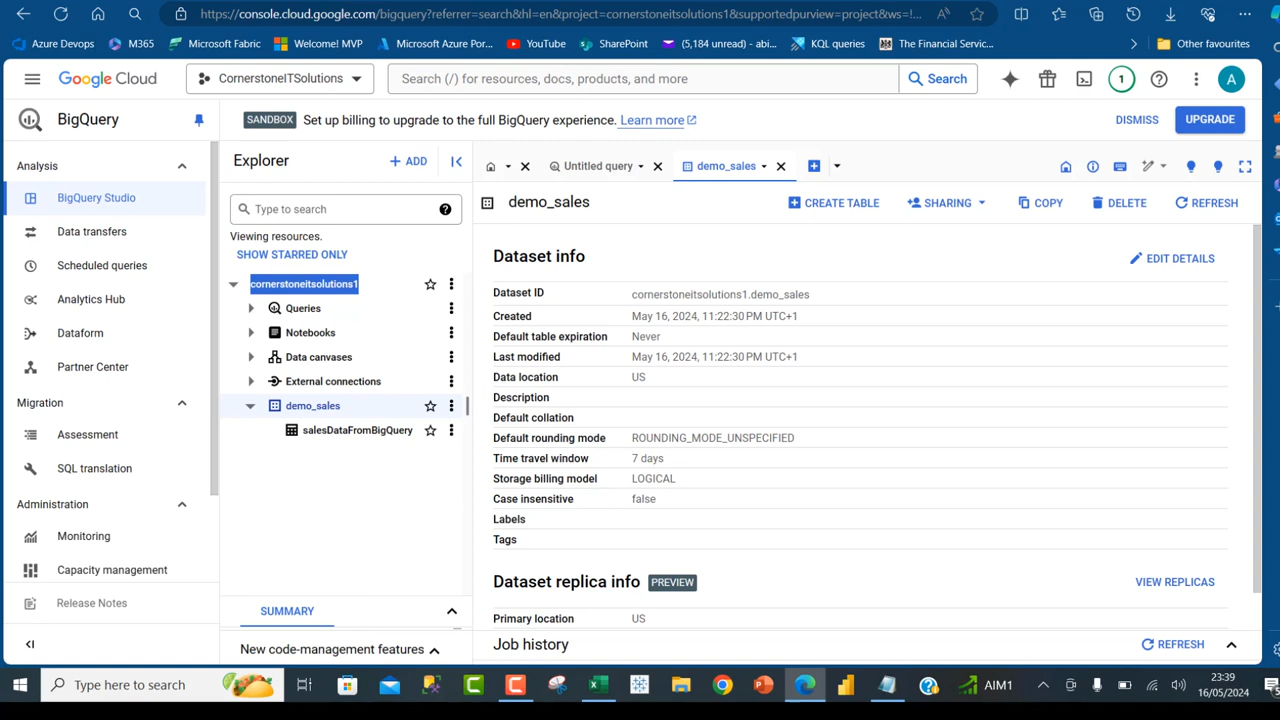 https://console.cloud.google.com/bigquery?referrer=search&hl=en&project=cornerstoneitsolutions1&supportedpurview=project&ws=!...
Azure Devops
M365
Microsoft Fabric
Welcome! MVP
Microsoft Azure Por...
YouTube
SharePoint
(5,184 unread) - abi...
KQL queries
The Financial Servic...
Other favourites
Google Cloud
CornerstoneITSolutions
Search (/) for resources, docs, products, and more
Search
1
A
BigQuery
SANDBOX Set up billing to upgrade to the full BigQuery experience. Learn more
DISMISS
UPGRADE
Analysis
BigQuery Studio
Data transfers
Scheduled queries
Analytics Hub
Dataform
Partner Center
Migration
Assessment
SQL translation
Administration
Monitoring
Capacity management
Release Notes
Explorer
+ ADD
Type to search
Viewing resources.
SHOW STARRED ONLY
cornerstoneitsolutions1
Queries
Notebooks
Data canvases
External connections
demo_sales
salesDataFromBigQuery
SUMMARY
New code-management features
Untitled query
demo_sales
demo_sales
CREATE TABLE
SHARING
COPY
DELETE
REFRESH
Dataset info
EDIT DETAILS
Dataset ID cornerstoneitsolutions1.demo_sales
Created May 16, 2024, 11:22:30 PM UTC+1
Default table expiration Never
Last modified May 16, 2024, 11:22:30 PM UTC+1
Data location US
Description
Default collation
Default rounding mode ROUNDING_MODE_UNSPECIFIED
Time travel window 7 days
Storage billing model LOGICAL
Case insensitive false
Labels
Tags
Dataset replica info PREVIEW
VIEW REPLICAS
Primary location US
Job history
REFRESH
Type here to search
AIM1
23:39
16/05/2024